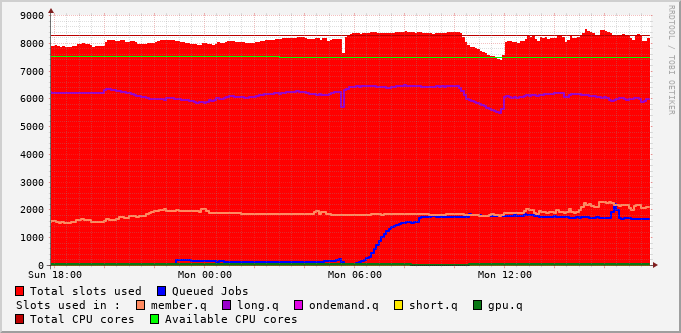 9000
8000
7000
6000
5000
4000
3000
2000
1000
0
Sun 18:00 Mon 00:00 Mon 06:00 Mon 12:00
RRDTOOL / TOBI OETIKER
Total slots used Queued Jobs
Slots used in : member.q long.q ondemand.q short.q gpu.q
Total CPU cores Available CPU cores